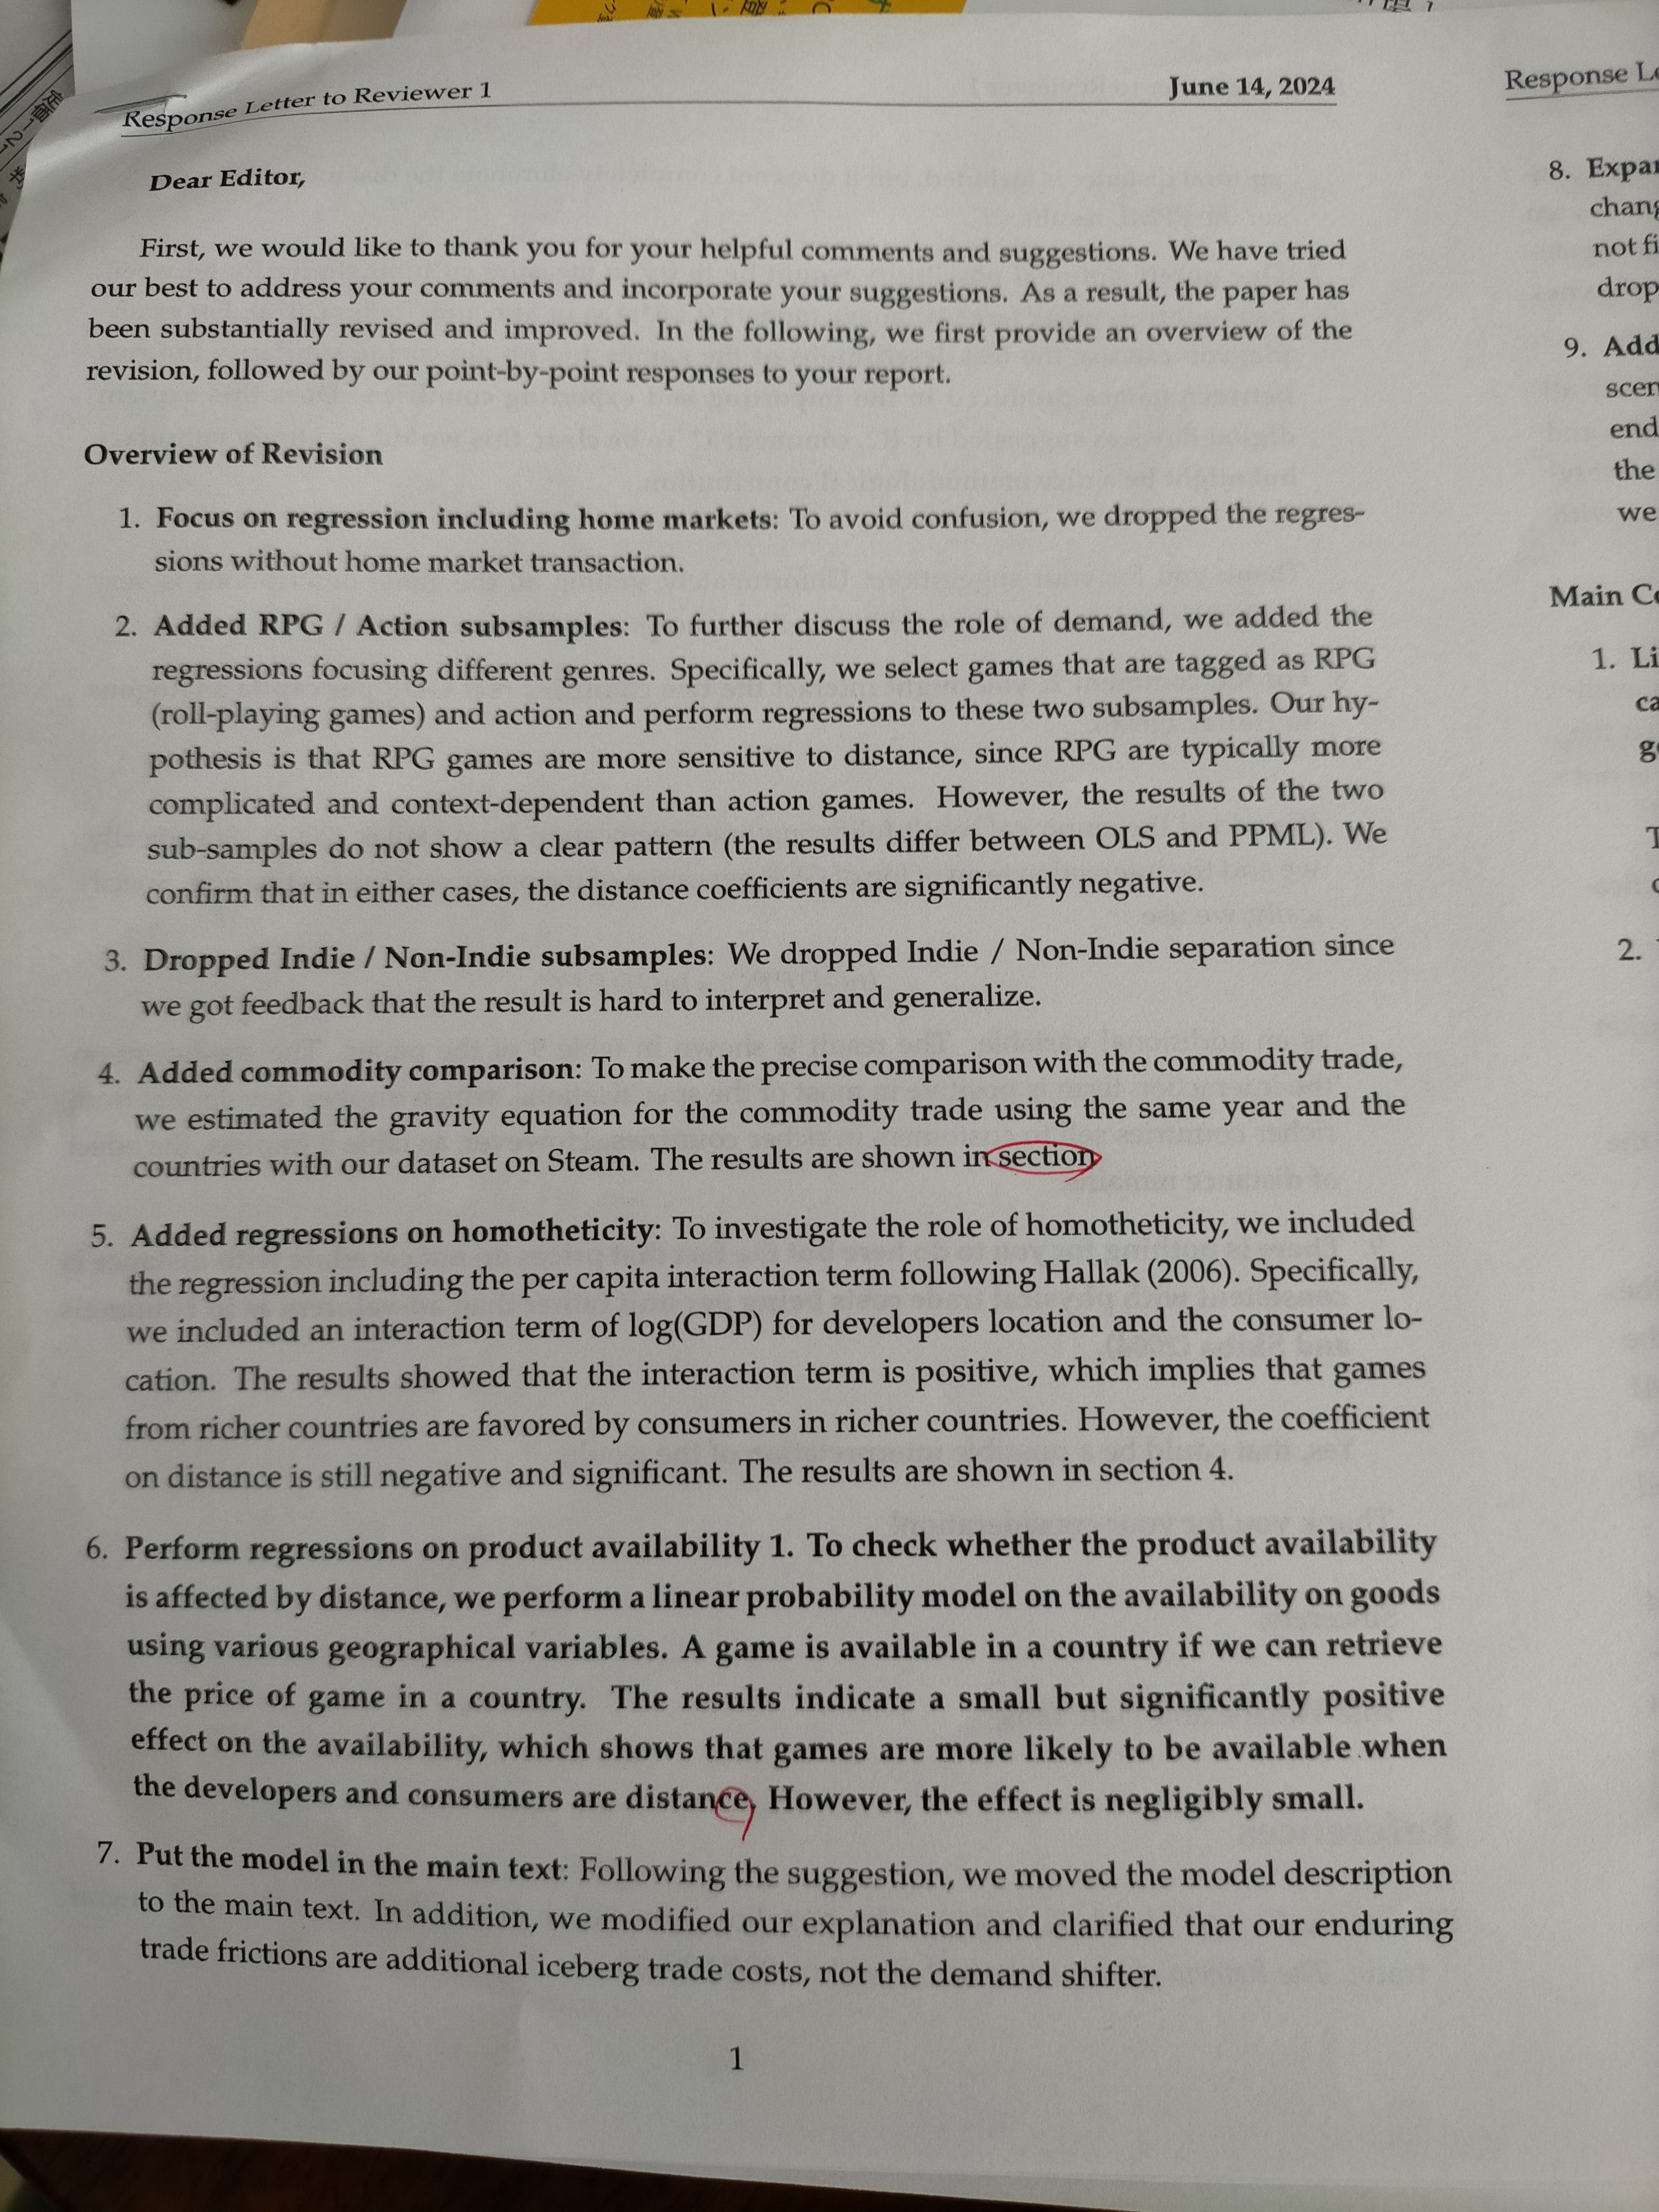 Response Letter to Reviewer 1
June 14, 2024
Dear Editor,
First, we would like to thank you for your helpful comments and suggestions. We have tried
our best to address your comments and incorporate your suggestions. As a result, the paper has
been substantially revised and improved. In the following, we first provide an overview of the
revision, followed by our point-by-point responses to your report.
Overview of Revision
1. Focus on regression including home markets: To avoid confusion, we dropped the regres-
sions without home market transaction.
2. Added RPG / Action subsamples: To further discuss the role of demand, we added the
regressions focusing different genres. Specifically, we select games that are tagged as RPG
(roll-playing games) and action and perform regressions to these two subsamples. Our hy-
pothesis is that RPG games are more sensitive to distance, since RPG are typically more
complicated and context-dependent than action games. However, the results of the two
sub-samples do not show a clear pattern (the results differ between OLS and PPML). We
confirm that in either cases, the distance coefficients are significantly negative.
3. Dropped Indie / Non-Indie subsamples: We dropped Indie / Non-Indie separation since
we got feedback that the result is hard to interpret and generalize.
4. Added commodity comparison: To make the precise comparison with the commodity trade,
we estimated the gravity equation for the commodity trade using the same year and the
countries with our dataset on Steam. The results are shown in section
5. Added regressions on homotheticity: To investigate the role of homotheticity, we included
the regression including the per capita interaction term following Hallak (2006). Specifically,
we included an interaction term of log(GDP) for developers location and the consumer lo-
cation. The results showed that the interaction term is positive, which implies that games
from richer countries are favored by consumers in richer countries. However, the coefficient
on distance is still negative and significant. The results are shown in section 4.
6. Perform regressions on product availability 1. To check whether the product availability
is affected by distance, we perform a linear probability model on the availability on goods
using various geographical variables. A game is available in a country if we can retrieve
the price of game in a country. The results indicate a small but significantly positive
effect on the availability, which shows that games are more likely to be available when
the developers and consumers are distance. However, the effect is negligibly small.
7. Put the model in the main text: Following the suggestion, we moved the model description
to the main text. In addition, we modified our explanation and clarified that our enduring
trade frictions are additional iceberg trade costs, not the demand shifter.
1
Response
8.
not
drop
9. Add
end
the
we
Main
1.
2.